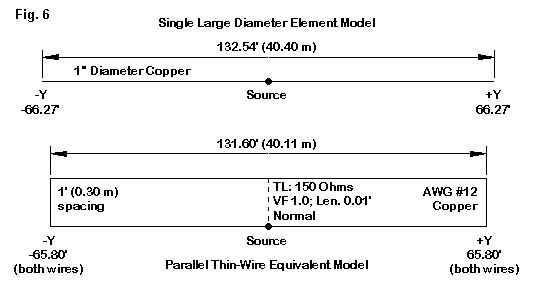 Fig. 6
Single Large Diameter Element Model
132.54' (40.40 m)
1" Diameter Copper
-Y
Source
+Y
-66.27'
66.27'
131.60' (40.11 m)
1' (0.30 m)
spacing
TL: 150 Ohms
VF 1.0; Len. 0.01'
Normal
AWG #12
Copper
-Y
Source
+Y
-65.80'
65.80'
(both wires)
Parallel Thin-Wire Equivalent Model
(both wires)